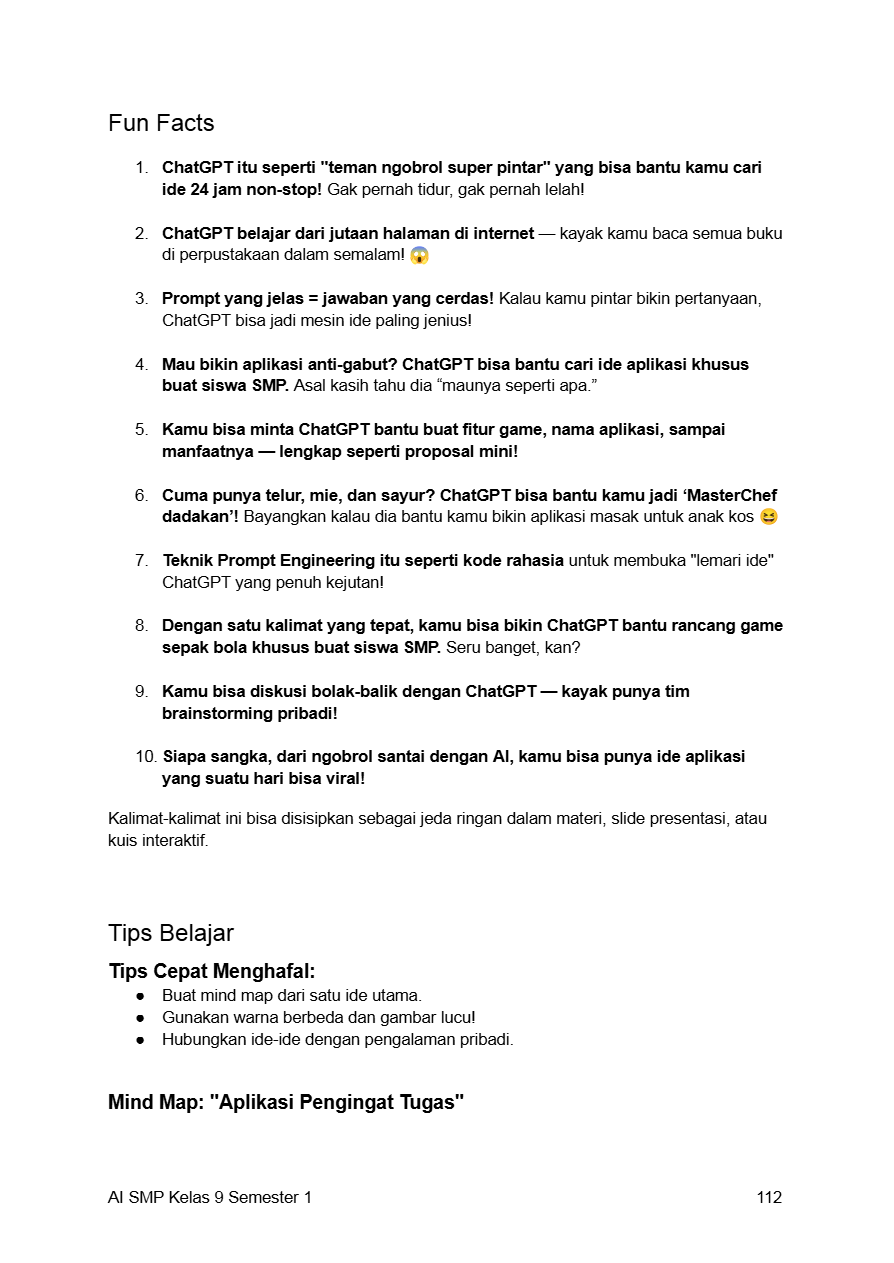 Fun Facts
1. ChatGPT itu seperti "teman ngobrol super pintar" yang bisa bantu kamu cari
ide 24 jam non-stop! Gak pernah tidur, gak pernah lelah!
2. ChatGPT belajar dari jutaan halaman di internet — kayak kamu baca semua buku
di perpustakaan dalam semalam! 😱
3. Prompt yang jelas = jawaban yang cerdas! Kalau kamu pintar bikin pertanyaan,
ChatGPT bisa jadi mesin ide paling jenius!
4. Mau bikin aplikasi anti-gabut? ChatGPT bisa bantu cari ide aplikasi khusus
buat siswa SMP. Asal kasih tahu dia “maunya seperti apa.”
5. Kamu bisa minta ChatGPT bantu buat fitur game, nama aplikasi, sampai
manfaatnya — lengkap seperti proposal mini!
6. Cuma punya telur, mie, dan sayur? ChatGPT bisa bantu kamu jadi ‘MasterChef
dadakan’! Bayangkan kalau dia bantu kamu bikin aplikasi masak untuk anak kos 😆
7. Teknik Prompt Engineering itu seperti kode rahasia untuk membuka "lemari ide"
ChatGPT yang penuh kejutan!
8. Dengan satu kalimat yang tepat, kamu bisa bikin ChatGPT bantu rancang game
sepak bola khusus buat siswa SMP. Seru banget, kan?
9. Kamu bisa diskusi bolak-balik dengan ChatGPT — kayak punya tim
brainstorming pribadi!
10. Siapa sangka, dari ngobrol santai dengan AI, kamu bisa punya ide aplikasi
yang suatu hari bisa viral!
Kalimat-kalimat ini bisa disisipkan sebagai jeda ringan dalam materi, slide presentasi, atau
kuis interaktif.
Tips Belajar
Tips Cepat Menghafal:
● Buat mind map dari satu ide utama.
● Gunakan warna berbeda dan gambar lucu!
● Hubungkan ide-ide dengan pengalaman pribadi.
Mind Map: "Aplikasi Pengingat Tugas"
AI SMP Kelas 9 Semester 1 112